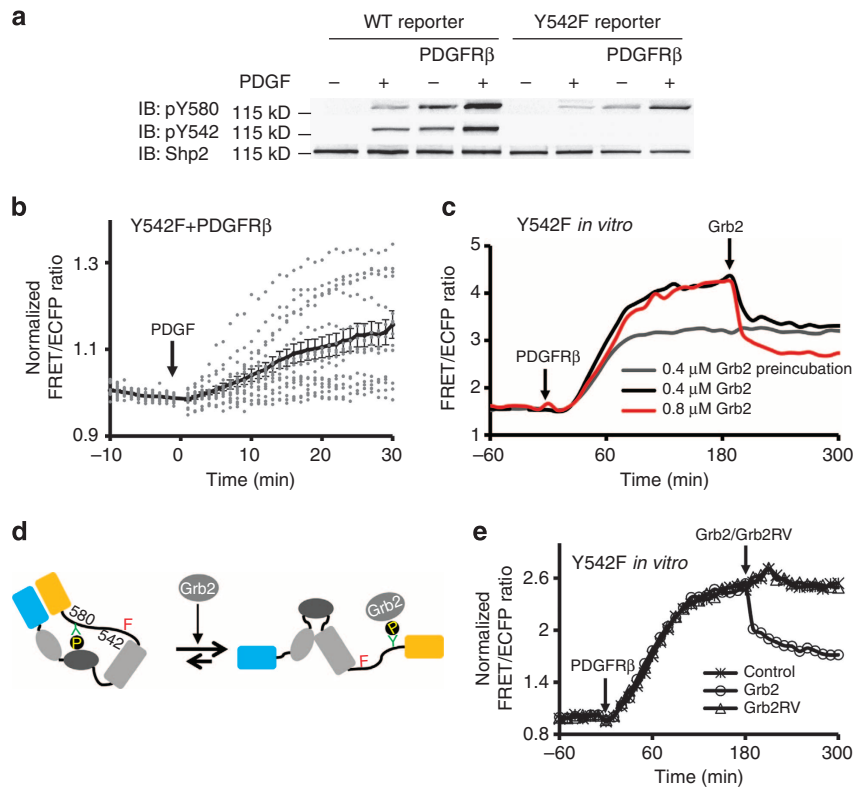 a
WT reporter Y542F reporter
PDGFRβ PDGFRβ
PDGF − + − + − + − +
IB: pY580 115 kD
IB: pY542 115 kD
IB: Shp2 115 kD
b
Y542F+PDGFRβ
Normalized
FRET/ECFP ratio
1.3
1.1
0.9
PDGF
−10 0 10 20 30
Time (min)
c
Y542F in vitro
Grb2
FRET/ECFP ratio
5
4
3
2
1
PDGFRβ
0.4 μM Grb2 preincubation
0.4 μM Grb2
0.8 μM Grb2
−60 60 180 300
Time (min)
d
Grb2
580
F
542
P
Y
Grb2
P
Y
F
e
Grb2/Grb2RV
Y542F in vitro
Normalized
FRET/ECFP ratio
2.6
2
1.4
0.8
PDGFRβ
Control
Grb2
Grb2RV
−60 60 180 300
Time (min)